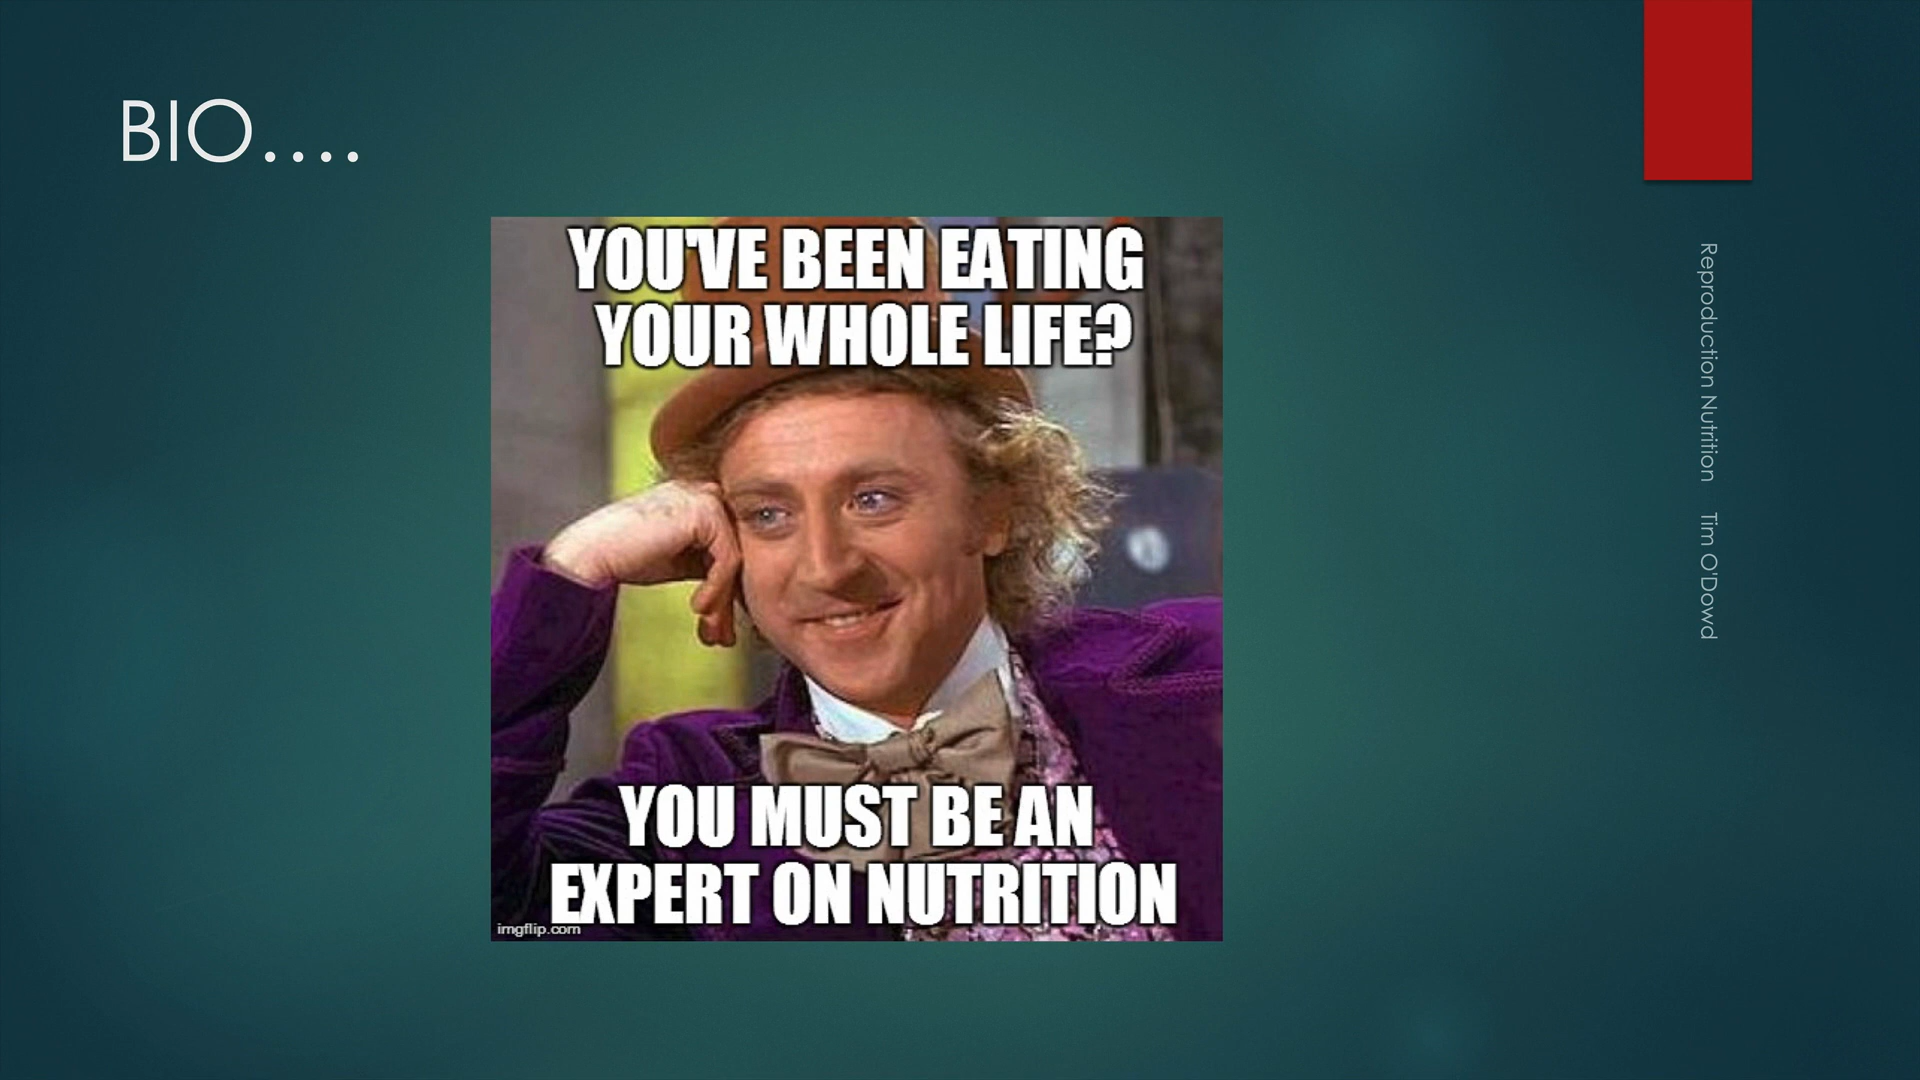 BIO....
YOU'VE BEEN EATING
YOUR WHOLE LIFE?
YOU MUST BE AN
EXPERT ON NUTRITION
imgflip.com
Reproduction Nutrition Tim O'Dowd